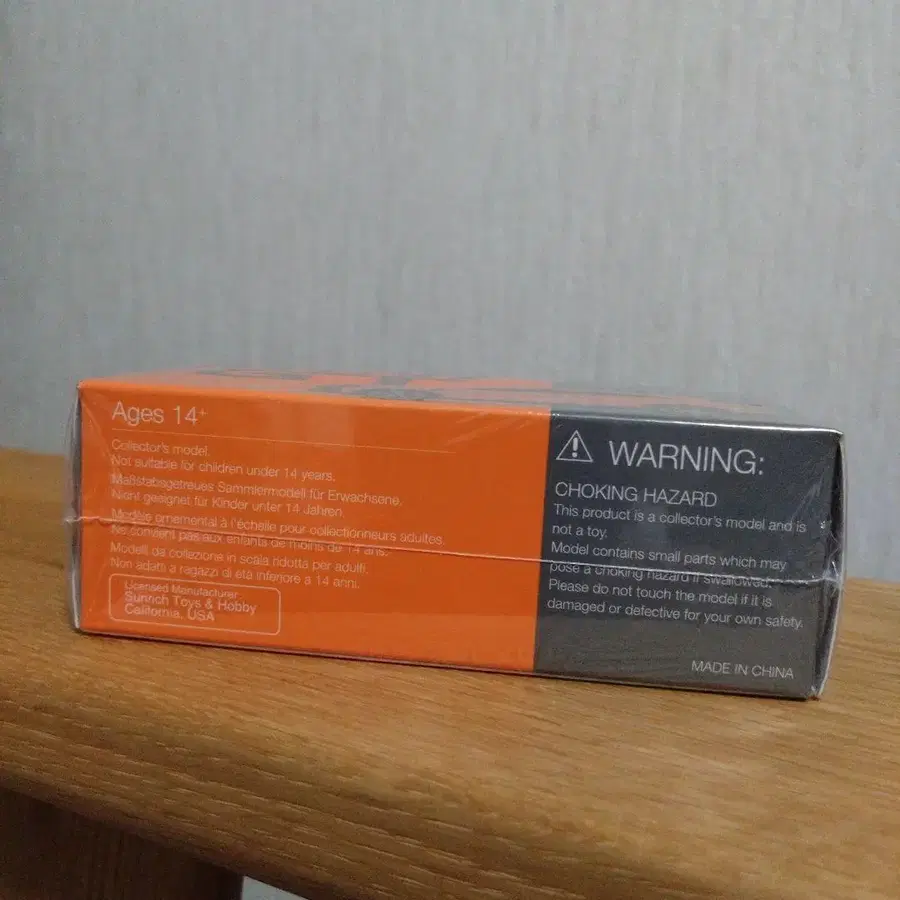 Ages 14+
Collector's model.
Not suitable for children under 14 years.
Maßstabsgetreues Sammlermodell für Erwachsene.
Nicht geeignet für Kinder unter 14 Jahren.
Modèle ornemental à l'échelle pour collectionneurs adultes.
Ne convient pas aux enfants de moins de 14 ans.
Modelli da collezione in scala ridotta per adulti.
Non adatti a ragazzi di età inferiore a 14 anni.
Licensed Manufacturer
Sunrich Toys & Hobby
California, USA
⚠ WARNING:
CHOKING HAZARD
This product is a collector's model and is
not a toy.
Model contains small parts which may
pose a choking hazard if swallowed.
Please do not touch the model if it is
damaged or defective for your own safety.
MADE IN CHINA